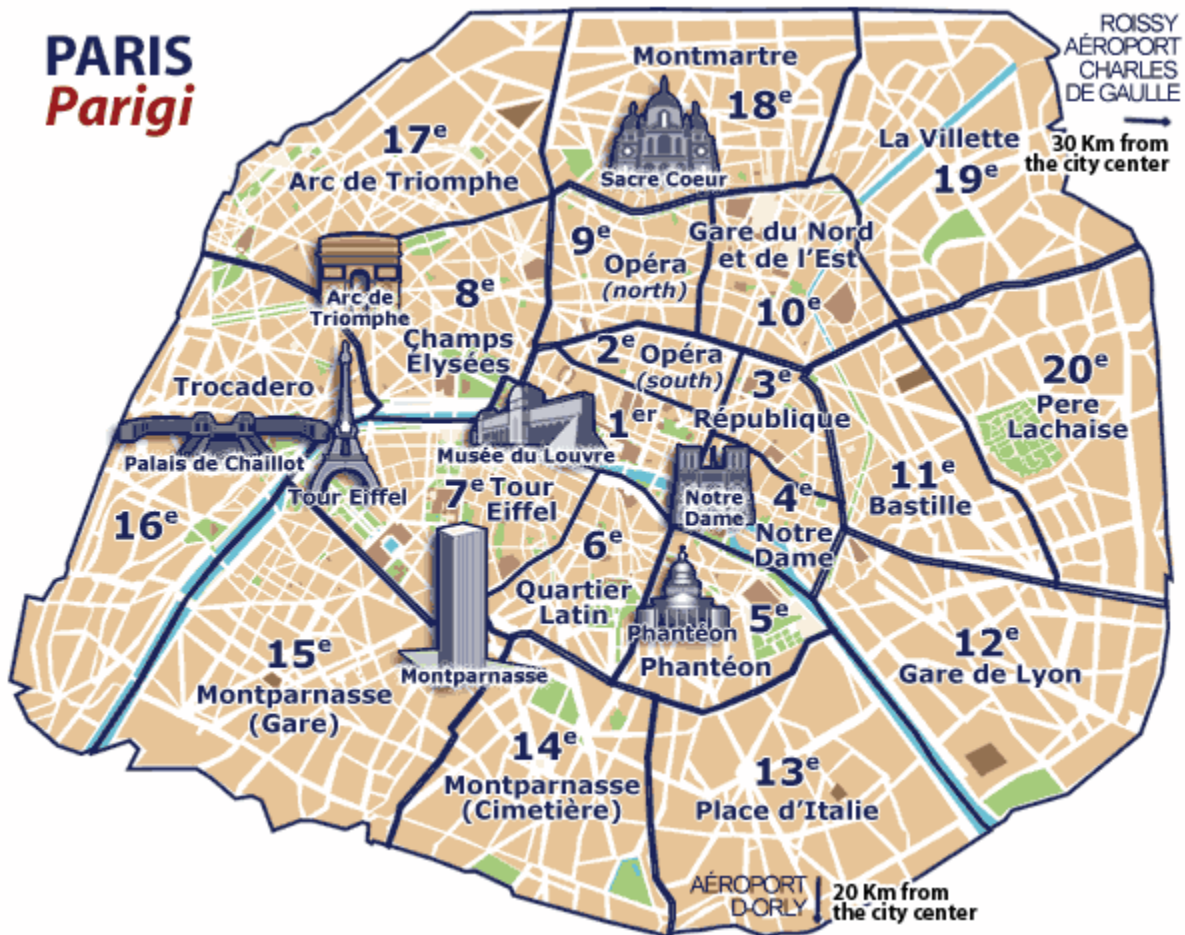 PARIS
Parigi
ROISSY
AÉROPORT
CHARLES
DE GAULLE
30 Km from
the city center
Montmartre
18e
Sacre Coeur
17e
Arc de Triomphe
La Villette
19e
9e
Opéra
(north)
Gare du Nord
et de l'Est
10e
Arc de
Triomphe
8e
Champs
Élysées
2e Opéra
(south)
3e
République
20e
Pere
Lachaise
Trocadero
Palais de Chaillot
Tour Eiffel
16e
1er
Musée du Louvre
7e Tour
Eiffel
Notre
Dame
4e
Notre
Dame
11e
Bastille
6e
Quartier
Latin
5e
Phantéon
Phantéon
12e
Gare de Lyon
15e
Montparnasse
(Gare)
Montparnasse
14e
Montparnasse
(Cimetière)
13e
Place d'Italie
AÉROPORT
D-ORLY
20 Km from
the city center